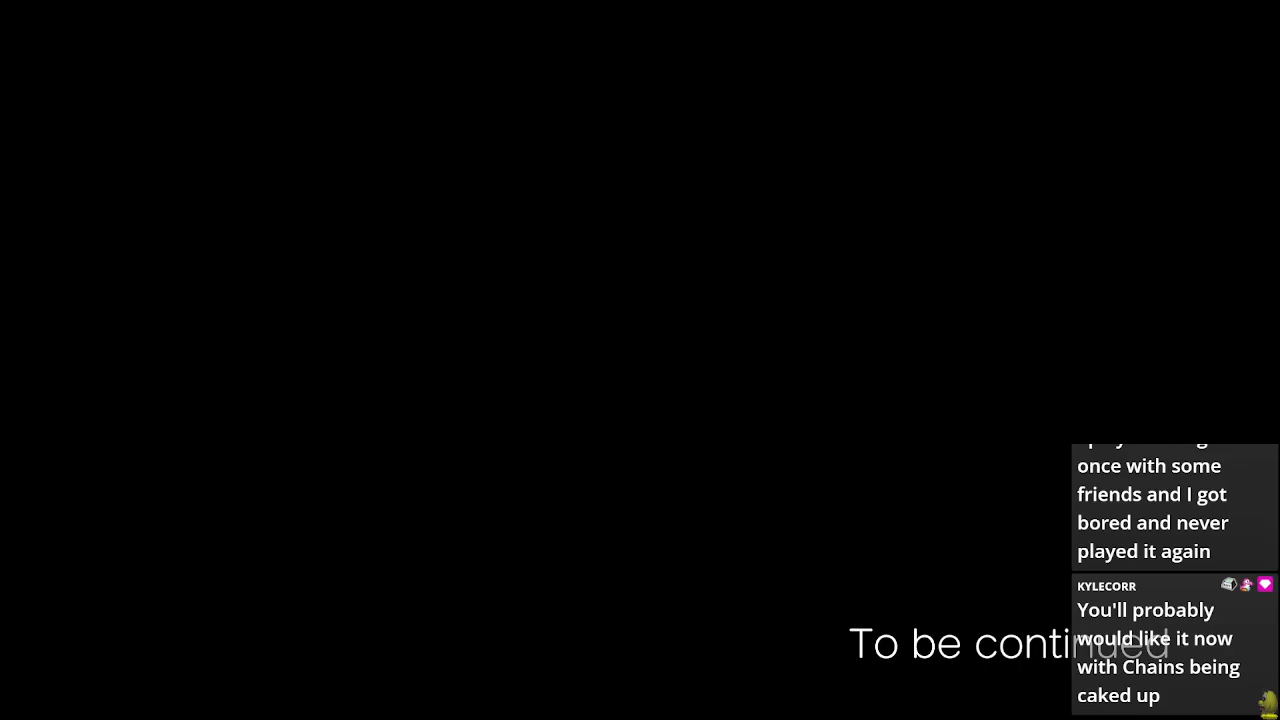 once with some
friends and I got
bored and never
played it again
KYLECORR
You'll probably
would like it now
with Chains being
caked up
To be continued